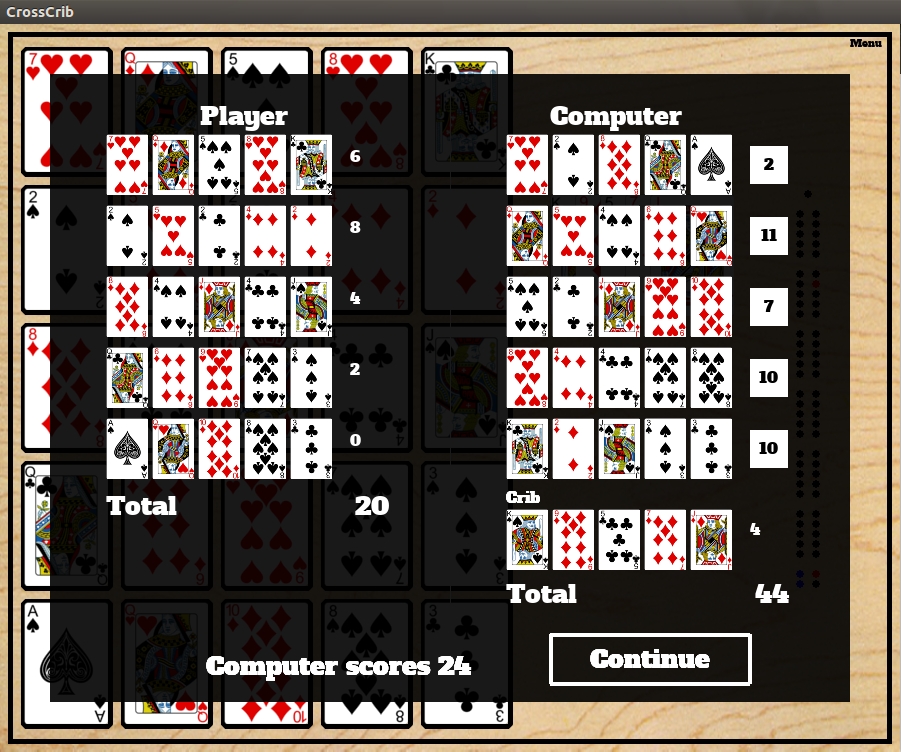 CrossCrib
Menu
Player
6
8
4
2
0
Total 20
Computer
2
11
7
10
10
Crib
4
Total 44
Computer scores 24
Continue